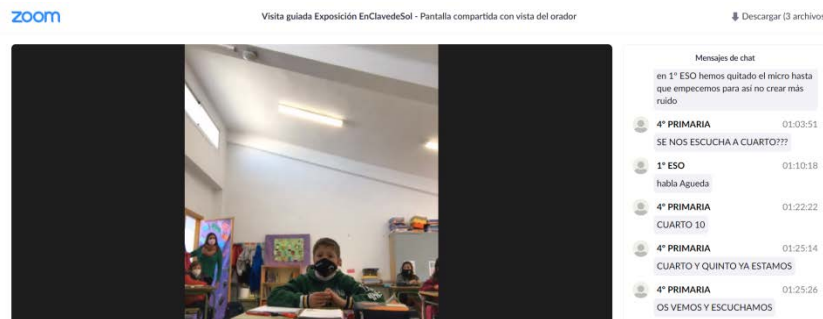 zoom
Visita guiada Exposición EnClavedeSol - Pantalla compartida con vista del orador
Descargar (3 archivos
Mensajes de chat
en 1º ESO hemos quitado el micro hasta
que empecemos para así no crear más
ruido
4º PRIMARIA 01:03:51
SE NOS ESCUCHA A CUARTO???
1º ESO 01:10:18
habla Agueda
4º PRIMARIA 01:22:22
CUARTO 10
4º PRIMARIA 01:25:14
CUARTO Y QUINTO YA ESTAMOS
4º PRIMARIA 01:25:26
OS VEMOS Y ESCUCHAMOS